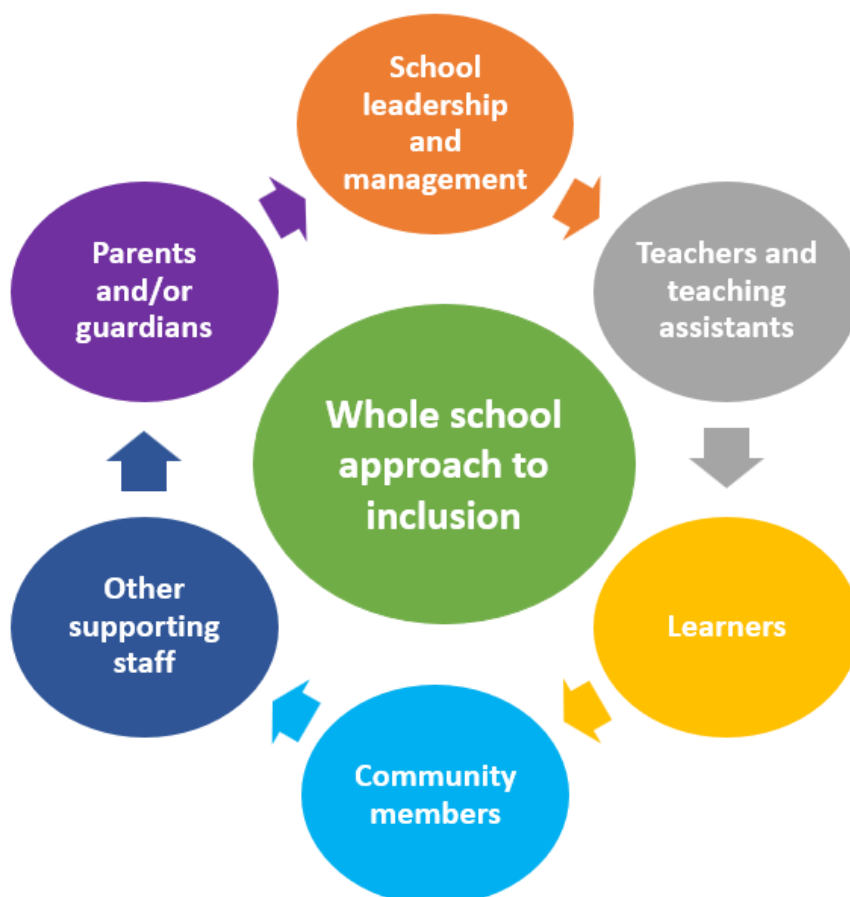 School
leadership
and
management
Teachers and
teaching
assistants
Learners
Community
members
Other
supporting
staff
Parents
and/or
guardians
Whole school
approach to
inclusion